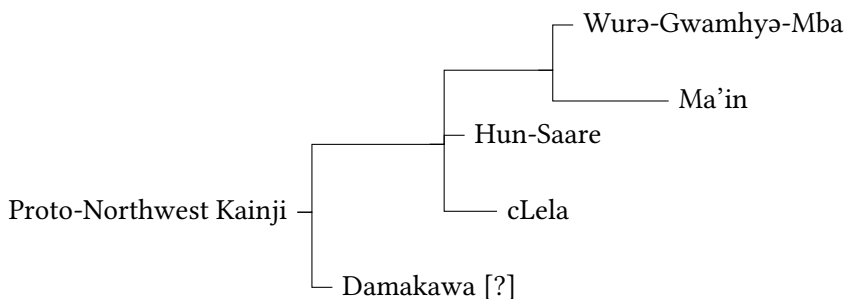 Wurə-Gwamhyə-Mba
Ma’in
Hun-Saare
Proto-Northwest Kainji
cLela
Damakawa [?]